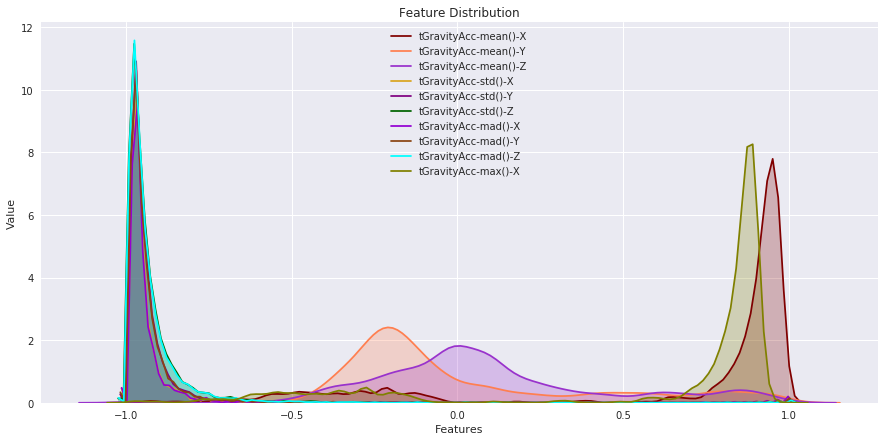 Feature Distribution
12
10
8
6
4
2
0
Value
tGravityAcc-mean()-X
tGravityAcc-mean()-Y
tGravityAcc-mean()-Z
tGravityAcc-std()-X
tGravityAcc-std()-Y
tGravityAcc-std()-Z
tGravityAcc-mad()-X
tGravityAcc-mad()-Y
tGravityAcc-mad()-Z
tGravityAcc-max()-X
−1.0 −0.5 0.0 0.5 1.0
Features